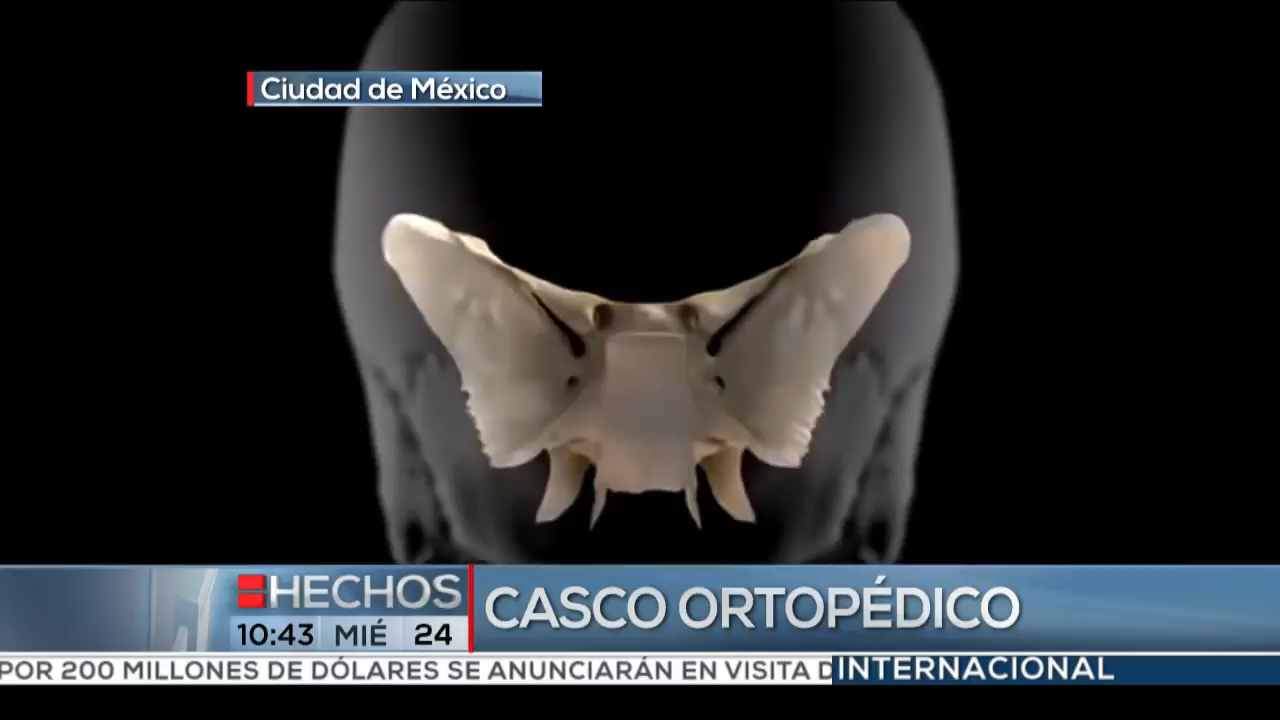 Ciudad de México
HECHOS
CASCO ORTOPÉDICO
10:43 MIÉ 24
POR 200 MILLONES DE DÓLARES SE ANUNCIARÁN EN VISITA D
INTERNACIONAL